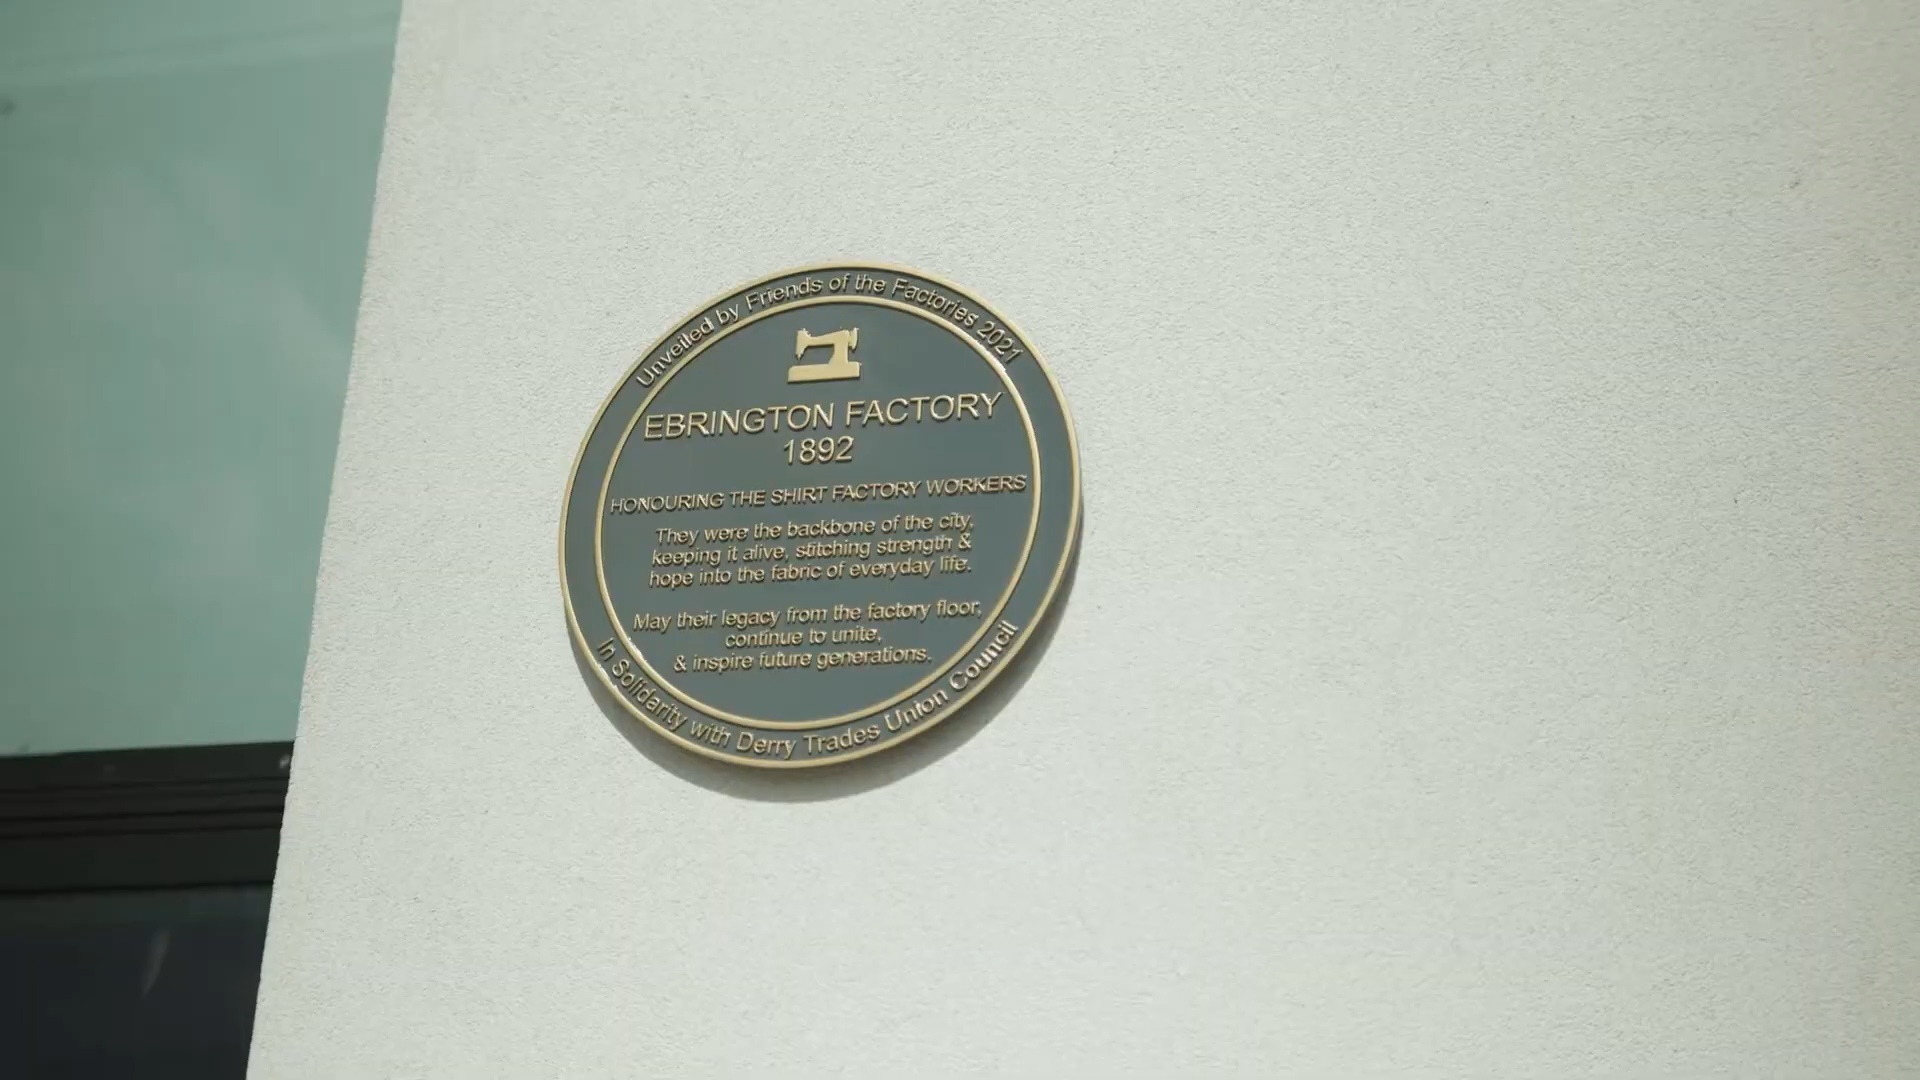 Unveiled by Friends of the Factories 2021
EBRINGTON FACTORY
1892
HONOURING THE SHIRT FACTORY WORKERS
They were the backbone of the city,
keeping it alive, stitching strength &
hope into the fabric of everyday life.
May their legacy from the factory floor,
continue to unite,
& inspire future generations.
In Solidarity with Derry Trades Union Council